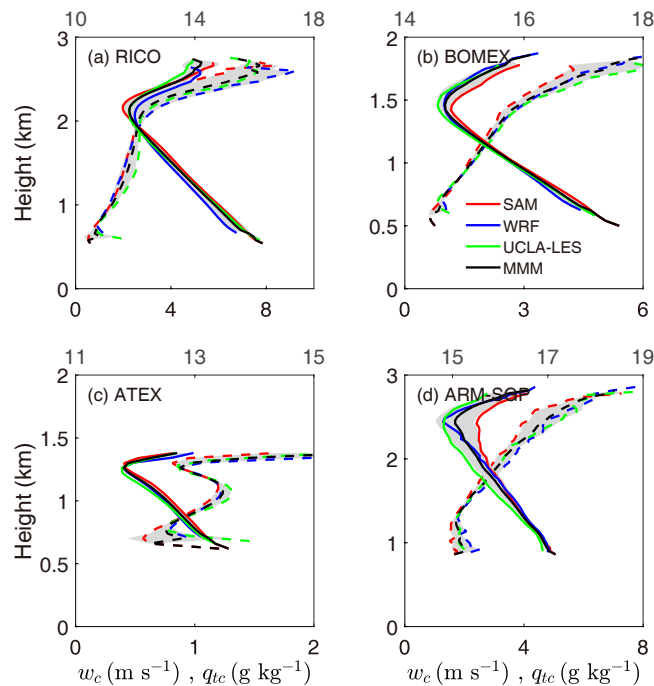 10 12 14 16 18
14 16 18
3
(a) RICO
2
1
0
Height (km)
0 4 8 10
2
(b) BOMEX
1.5
1
0.5
0
SAM
WRF
UCLA-LES
MMM
0 3 6
11 13 15
15 17 19
2
(c) ATEX
1.5
1
0.5
0
Height (km)
0 1 2
3
(d) ARM-SGP
2
1
0
0 4 8
w_c (m s⁻¹) , q_tc (g kg⁻¹)
w_c (m s⁻¹) , q_tc (g kg⁻¹)